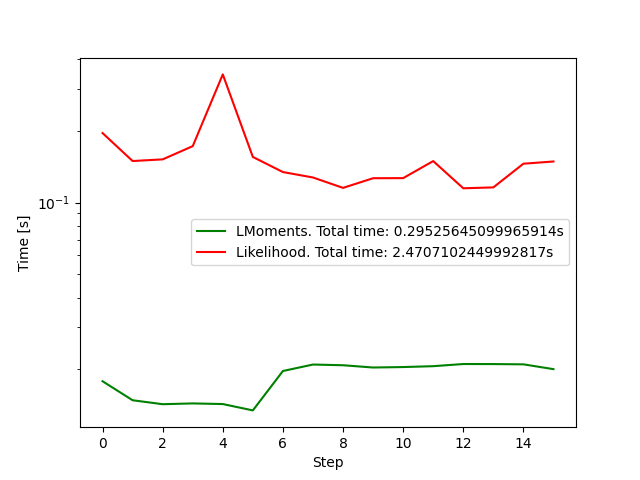 Time [s]
10⁻¹
LMoments. Total time: 0.29525645099965914s
Likelihood. Total time: 2.4707102449992817s
0 2 4 6 8 10 12 14
Step